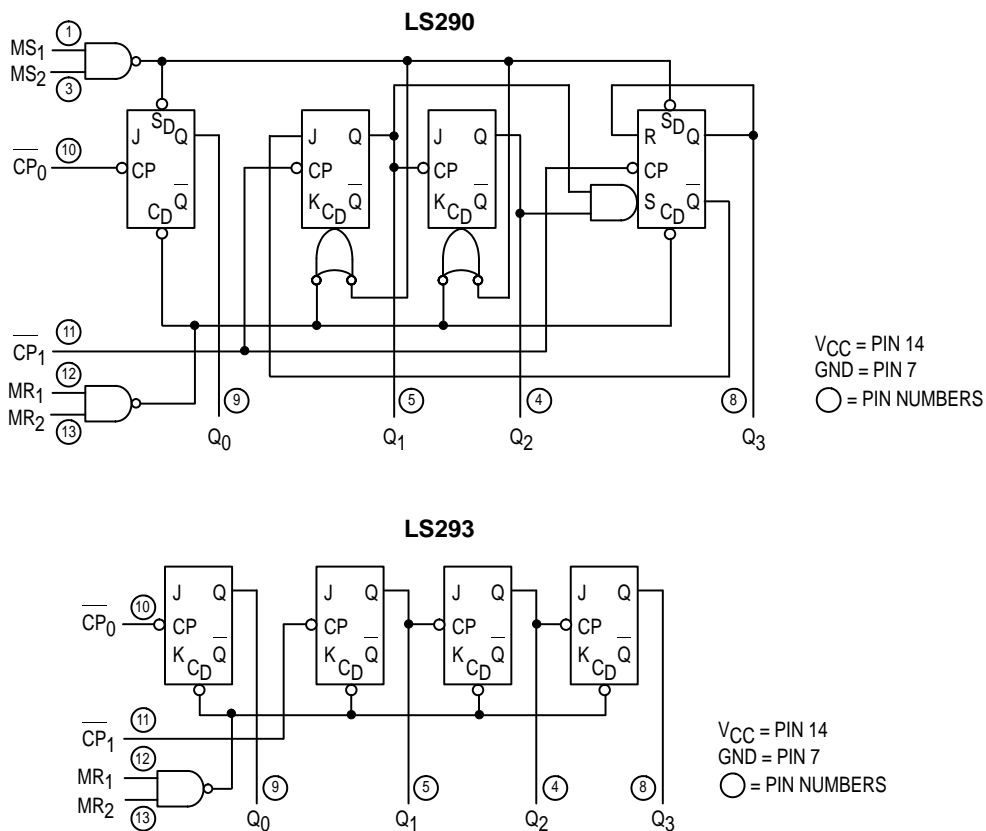 LS290
MS1
1
MS2
3
SD
SD
J Q
J Q
J Q
R Q
CP0
10
CP
CP
CP
CP
Q
K Q
K Q
S Q
CD
CD
CD
CD
CP1
11
MR1
12
MR2
13
9
5
4
8
Q0
Q1
Q2
Q3
VCC = PIN 14
GND = PIN 7
= PIN NUMBERS
LS293
J Q
J Q
J Q
J Q
CP0
10
CP
CP
CP
CP
K Q
K Q
K Q
K Q
CD
CD
CD
CD
CP1
11
MR1
12
MR2
13
9
5
4
8
Q0
Q1
Q2
Q3
VCC = PIN 14
GND = PIN 7
= PIN NUMBERS